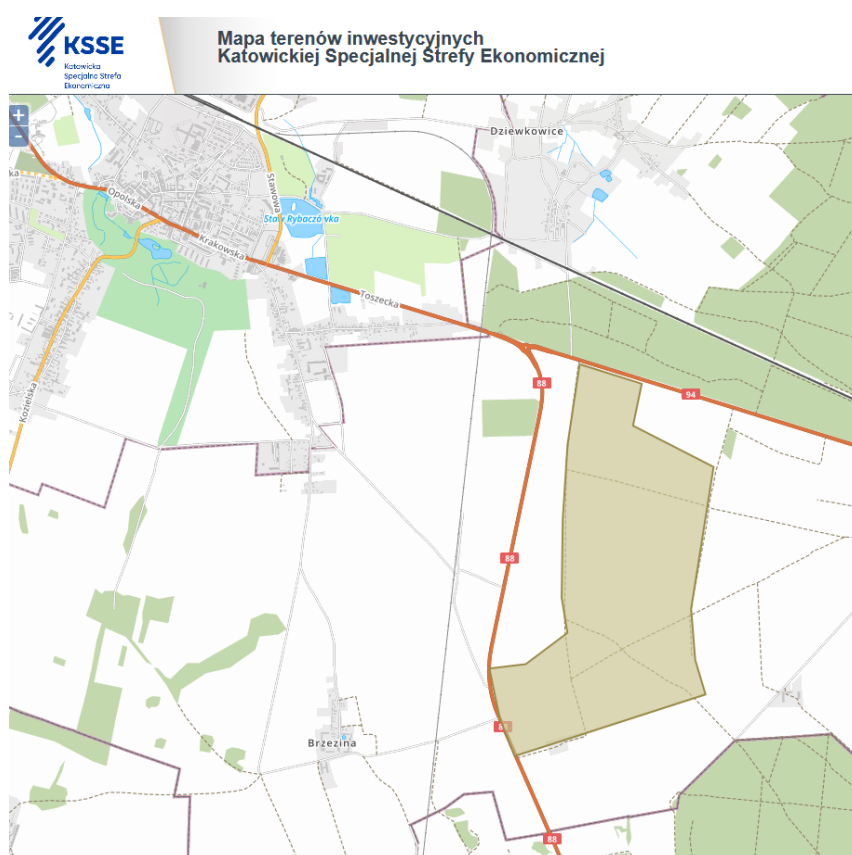 KSSE
Katowicka
Specjalna Strefa
Ekonomiczna
Mapa terenów inwestycyjnych
Katowickiej Specjalnej Strefy Ekonomicznej
+
-
Dziewkowice
ka
Opolska
Stawowa
Staw Rybaczówka
Krakowska
Toszecka
Kozielska
88
94
88
Brzezina
88
88